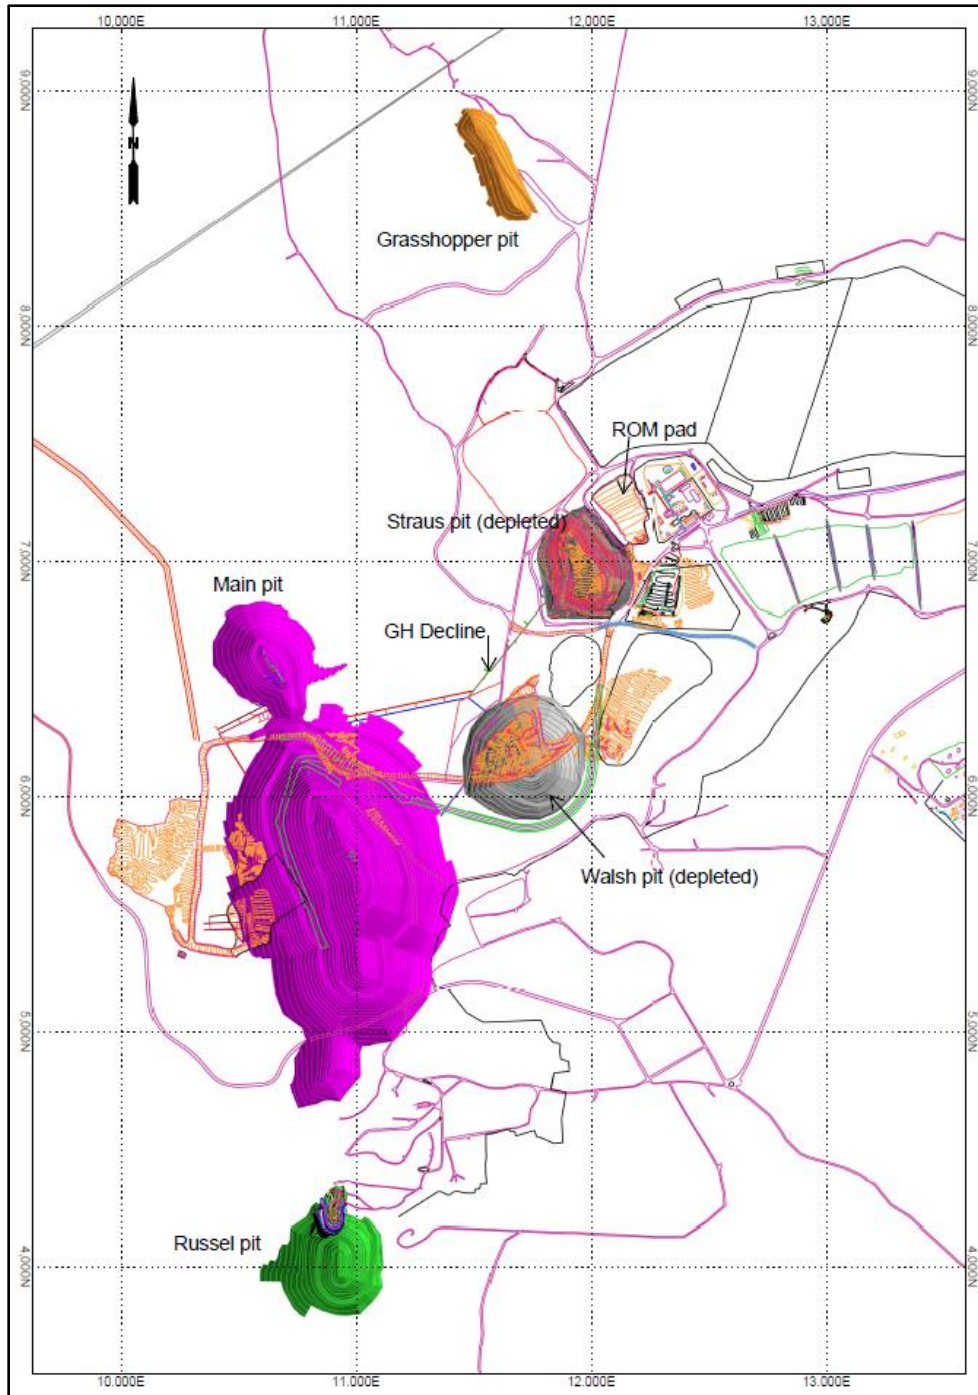 10,000E 11,000E 12,000E 13,000E
9,000N 9,000N
N
Grasshopper pit
8,000N 8,000N
ROM pad
Straus pit (depleted)
7,000N 7,000N
Main pit
GH Decline
6,000N 6,000N
Walsh pit (depleted)
5,000N 5,000N
Russel pit
4,000N 4,000N
10.000E 11.000E 12.000E 13.000E